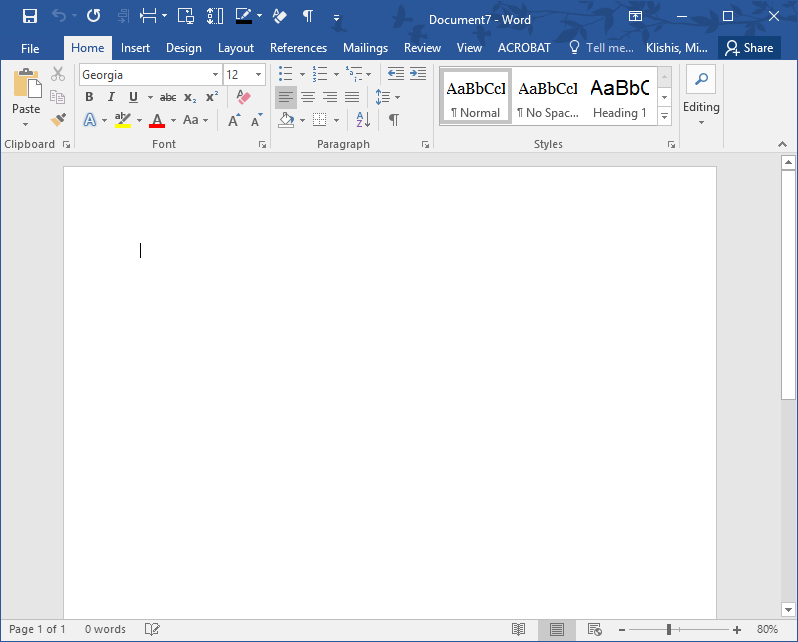 Document7 - Word
File Home Insert Design Layout References Mailings Review View ACROBAT Tell me... Klishis, Mi... Share
Paste
Clipboard
Georgia 12
B I U abc X₂ X²
A ab A Aa A A
Font
A Z
¶
Paragraph
AaBbCcI AaBbCcI AaBbC
¶ Normal ¶ No Spac... Heading 1
Styles
Editing
Page 1 of 1 0 words 80%